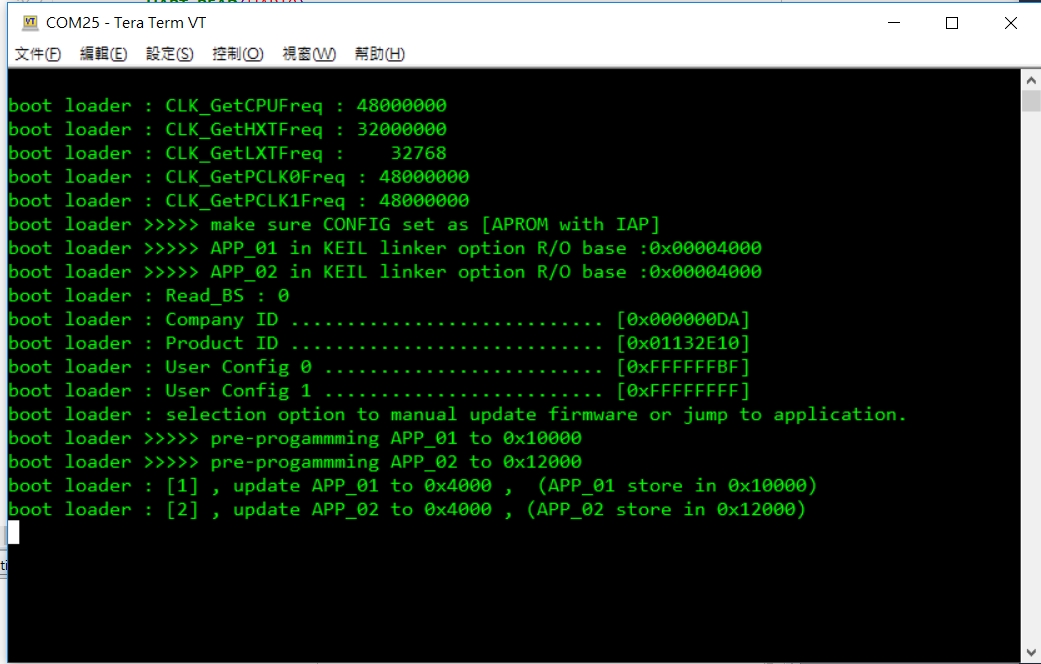 COM25 - Tera Term VT
文件(F) 編輯(E) 設定(S) 控制(O) 視窗(W) 幫助(H)
boot loader : CLK_GetCPUFreq : 48000000
boot loader : CLK_GetHXTFreq : 32000000
boot loader : CLK_GetLXTFreq :    32768
boot loader : CLK_GetPCLK0Freq : 48000000
boot loader : CLK_GetPCLK1Freq : 48000000
boot loader >>>>> make sure CONFIG set as [APROM with IAP]
boot loader >>>>> APP_01 in KEIL linker option R/O base :0x00004000
boot loader >>>>> APP_02 in KEIL linker option R/O base :0x00004000
boot loader : Read_BS : 0
boot loader : Company ID ............................ [0x000000DA]
boot loader : Product ID ............................ [0x01132E10]
boot loader : User Config 0 ......................... [0xFFFFFFBF]
boot loader : User Config 1 ......................... [0xFFFFFFFF]
boot loader : selection option to manual update firmware or jump to application.
boot loader >>>>> pre-progammming APP_01 to 0x10000
boot loader >>>>> pre-progammming APP_02 to 0x12000
boot loader : [1] , update APP_01 to 0x4000 ,  (APP_01 store in 0x10000)
boot loader : [2] , update APP_02 to 0x4000 , (APP_02 store in 0x12000)